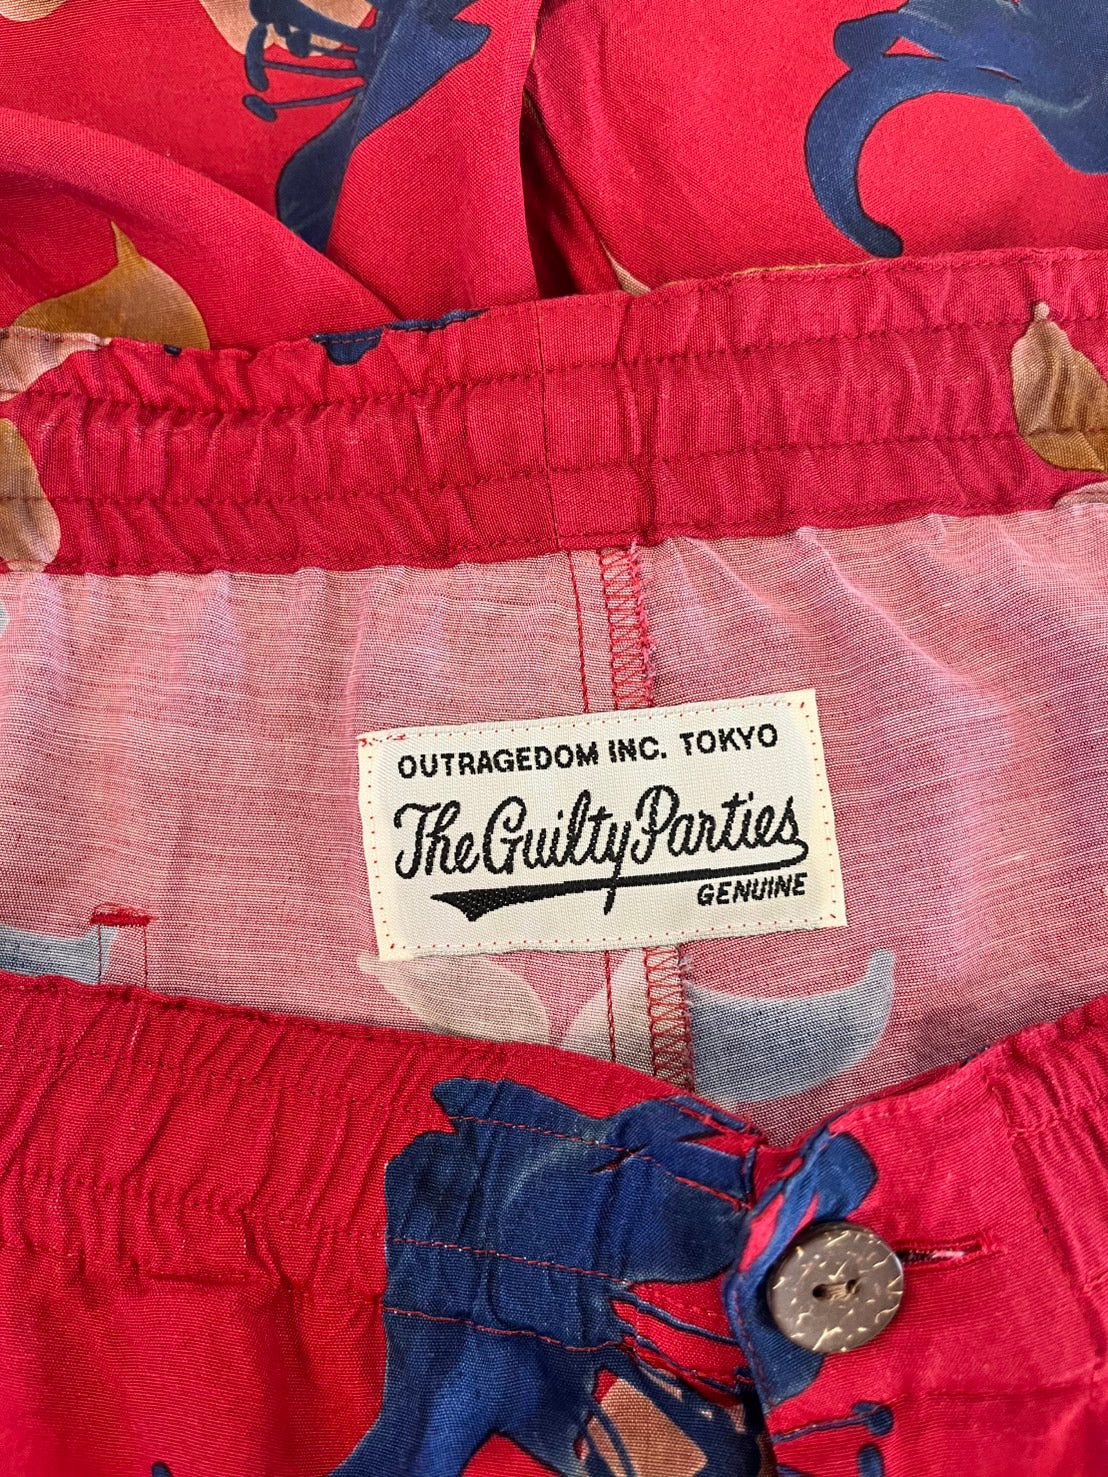 OUTRAGEDOM INC. TOKYO
The Guilty Parties
GENUINE